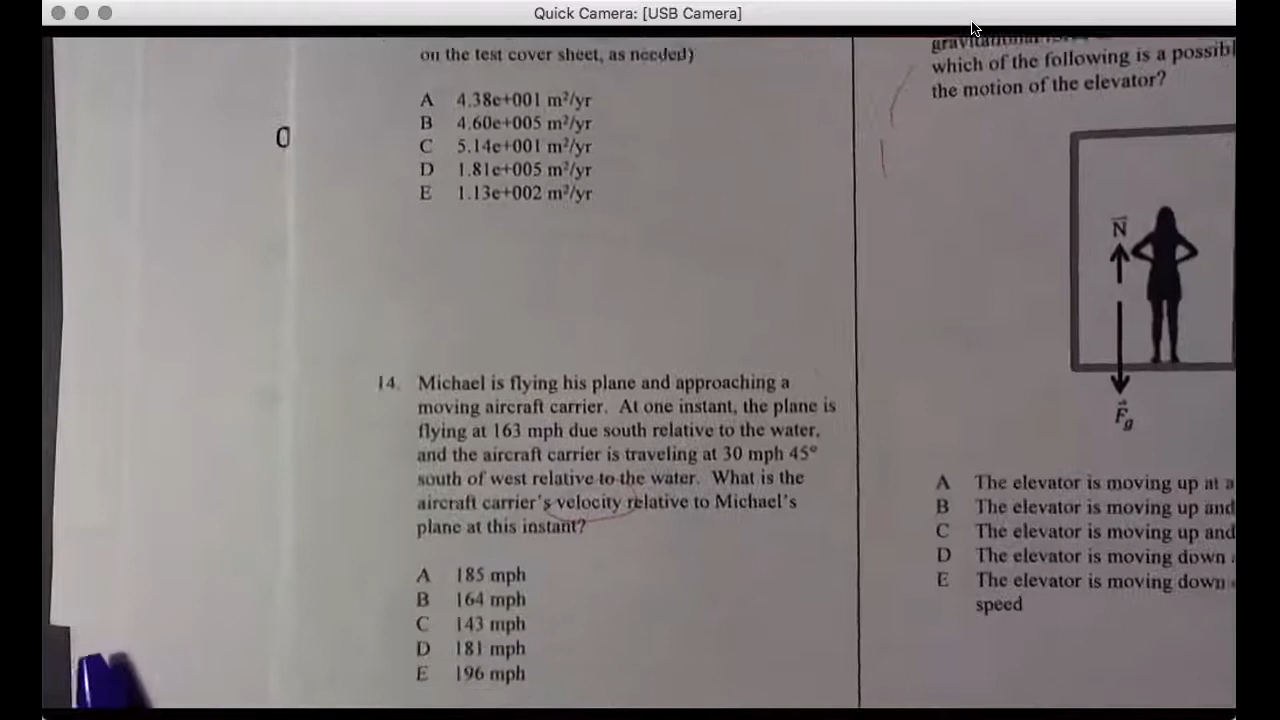 Quick Camera: [USB Camera]
on the test cover sheet, as needed)
A 4.38e+001 m²/yr
B 4.60e+005 m²/yr
C 5.14e+001 m²/yr
D 1.81e+005 m²/yr
E 1.13e+002 m²/yr
14. Michael is flying his plane and approaching a
moving aircraft carrier. At one instant, the plane is
flying at 163 mph due south relative to the water,
and the aircraft carrier is traveling at 30 mph 45°
south of west relative to the water. What is the
aircraft carrier's velocity relative to Michael's
plane at this instant?
A 185 mph
B 164 mph
C 143 mph
D 181 mph
E 196 mph
gravitational
which of the following is a
the motion of the elevator?
N
Fg
A The elevator is moving up at a
B The elevator is moving up and
C The elevator is moving up and
D The elevator is moving down
E The elevator is moving down
speed